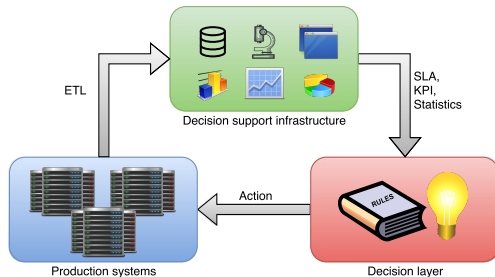 Decision support infrastructure
ETL
SLA,
KPI,
Statistics
RULES
Action
Production systems
Decision layer